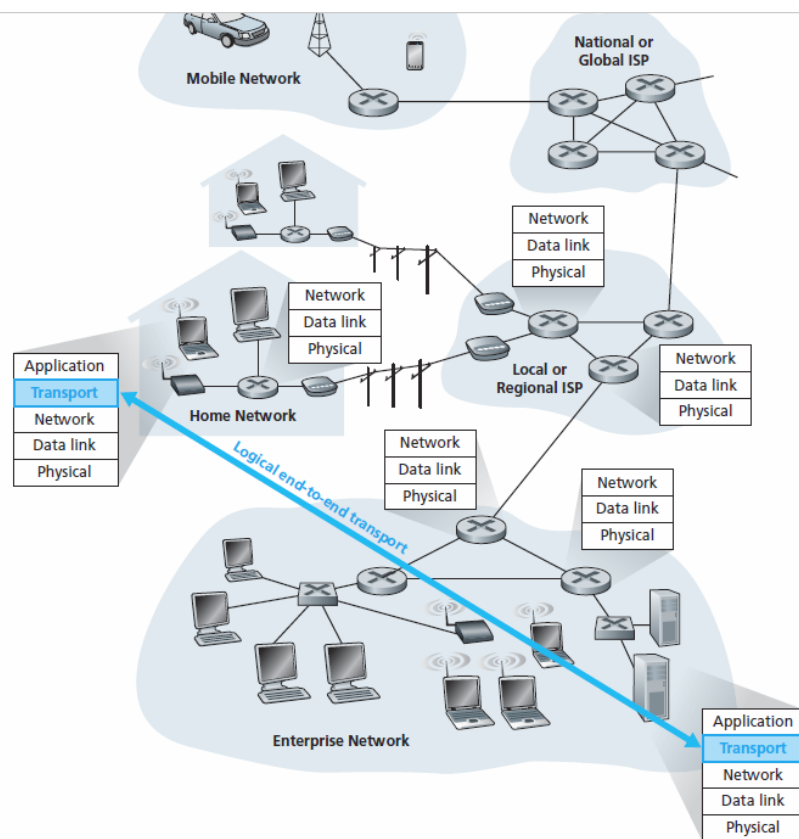 National or
Global ISP
Mobile Network
Network
Data link
Physical
Network
Data link
Physical
Application
Transport
Network
Data link
Physical
Home Network
Local or
Regional ISP
Network
Data link
Physical
Network
Data link
Physical
Logical end-to-end transport
Network
Data link
Physical
Enterprise Network
Application
Transport
Network
Data link
Physical